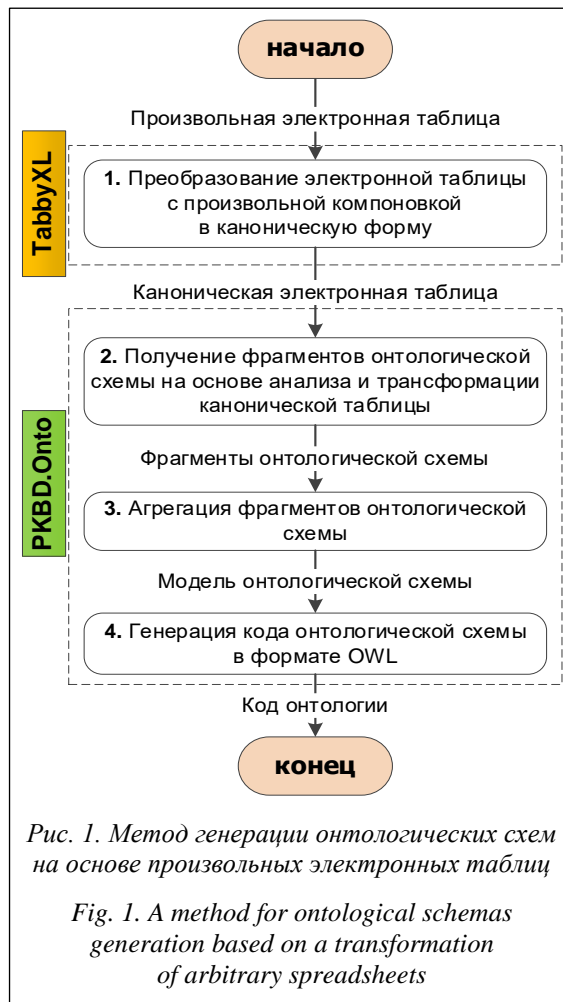 начало
Произвольная электронная таблица
TabbyXL
1. Преобразование электронной таблицы
с произвольной компоновкой
в каноническую форму
Каноническая электронная таблица
PKBD.Onto
2. Получение фрагментов онтологической
схемы на основе анализа и трансформации
канонической таблицы
Фрагменты онтологической схемы
3. Агрегация фрагментов онтологической
схемы
Модель онтологической схемы
4. Генерация кода онтологической схемы
в формате OWL
Код онтологии
конец
Рис. 1. Метод генерации онтологических схем
на основе произвольных электронных таблиц
Fig. 1. A method for ontological schemas
generation based on a transformation
of arbitrary spreadsheets